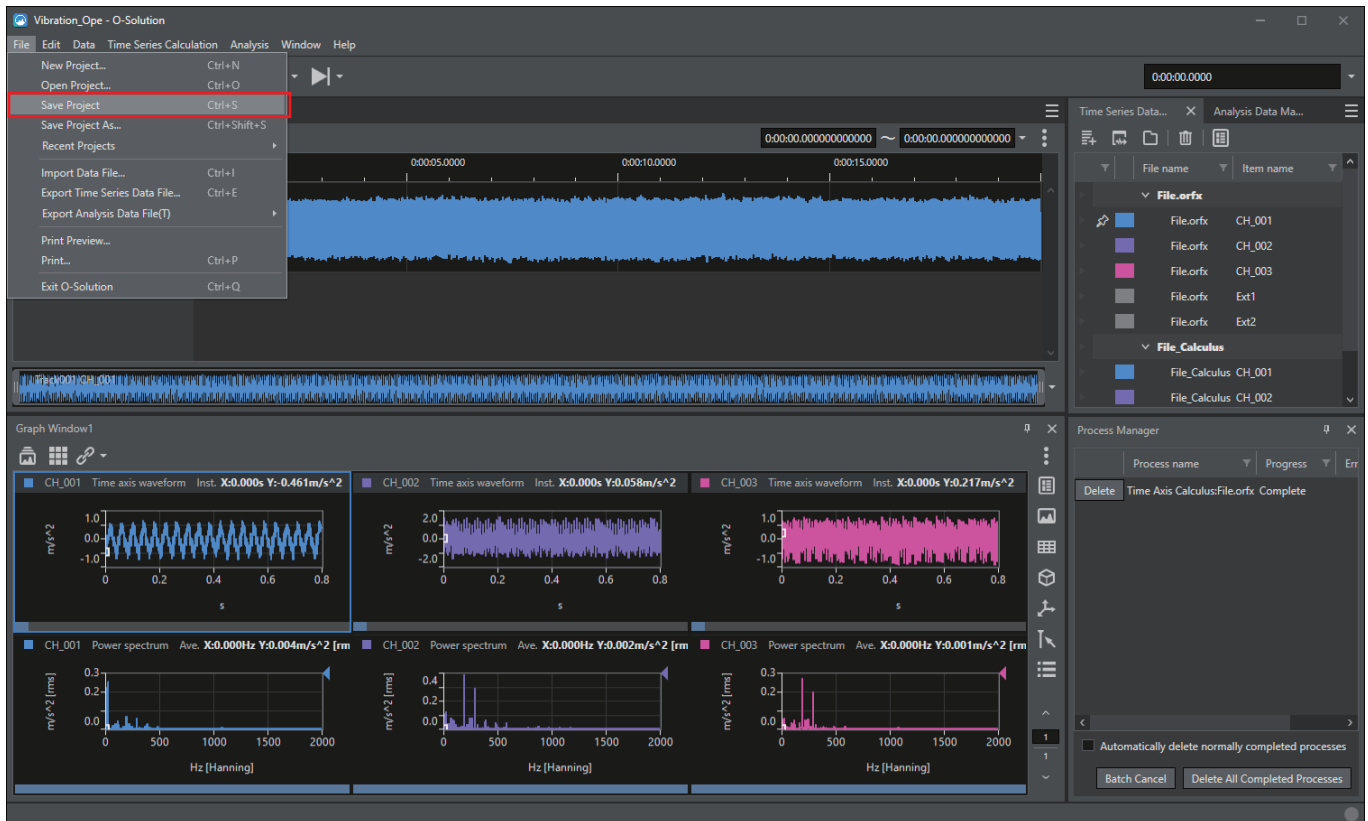 Vibration_Ope - O-Solution
File Edit Data Time Series Calculation Analysis Window Help
New Project... Ctrl+N
Open Project... Ctrl+O
Save Project Ctrl+S
Save Project As... Ctrl+Shift+S
Recent Projects
Import Data File... Ctrl+I
Export Time Series Data File... Ctrl+E
Export Analysis Data File(T)
Print Preview...
Print... Ctrl+P
Exit O-Solution Ctrl+Q
0:00:00.0000
0:00:00.000000000000 ~ 0:00:00.000000000000
0:00:05.0000 0:00:10.0000 0:00:15.0000
Track001:CH_001
Time Series Data... Analysis Data Ma...
File name Item name
File.orfx
File.orfx CH_001
File.orfx CH_002
File.orfx CH_003
File.orfx Ext1
File.orfx Ext2
File_Calculus
File_Calculus CH_001
File_Calculus CH_002
Graph Window1
CH_001 Time axis waveform Inst. X:0.000s Y:-0.461m/s^2
m/s^2
1.0
0.0
-1.0
0 0.2 0.4 0.6 0.8
s
CH_002 Time axis waveform Inst. X:0.000s Y:0.058m/s^2
m/s^2
2.0
0.0
-2.0
0 0.2 0.4 0.6 0.8
s
CH_003 Time axis waveform Inst. X:0.000s Y:0.217m/s^2
m/s^2
1.0
0.0
-1.0
0 0.2 0.4 0.6 0.8
s
CH_001 Power spectrum Ave. X:0.000Hz Y:0.004m/s^2 [rm
m/s^2 [rms]
0.3
0.2
0.0
0 500 1000 1500 2000
Hz [Hanning]
CH_002 Power spectrum Ave. X:0.000Hz Y:0.002m/s^2 [rm
m/s^2 [rms]
0.4
0.2
0.0
0 500 1000 1500 2000
Hz [Hanning]
CH_003 Power spectrum Ave. X:0.000Hz Y:0.001m/s^2 [rm
m/s^2 [rms]
0.3
0.2
0.0
0 500 1000 1500 2000
Hz [Hanning]
1
1
Process Manager
Process name Progress Err
Delete Time Axis Calculus:File.orfx Complete
Automatically delete normally completed processes
Batch Cancel Delete All Completed Processes